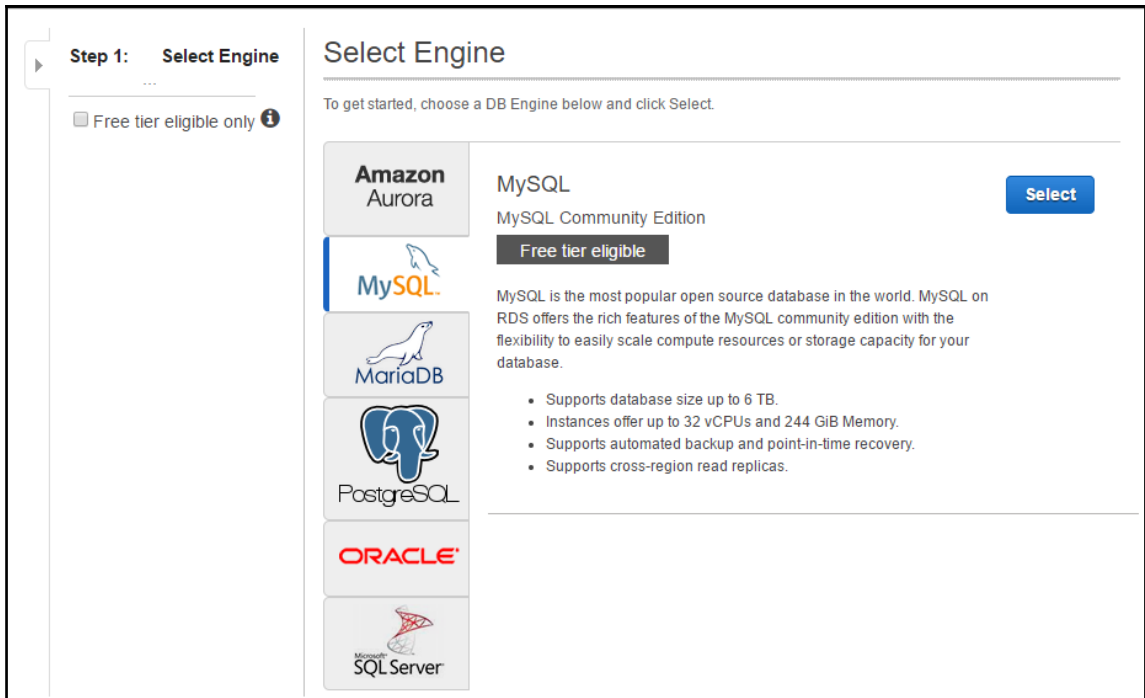 Step 1: Select Engine
...
Free tier eligible only
Select Engine
To get started, choose a DB Engine below and click Select.
Amazon
Aurora
MySQL™
MariaDB
PostgreSQL
ORACLE®
Microsoft®
SQL Server®
MySQL
Select
MySQL Community Edition
Free tier eligible
MySQL is the most popular open source database in the world. MySQL on
RDS offers the rich features of the MySQL community edition with the
flexibility to easily scale compute resources or storage capacity for your
database.
• Supports database size up to 6 TB.
• Instances offer up to 32 vCPUs and 244 GiB Memory.
• Supports automated backup and point-in-time recovery.
• Supports cross-region read replicas.